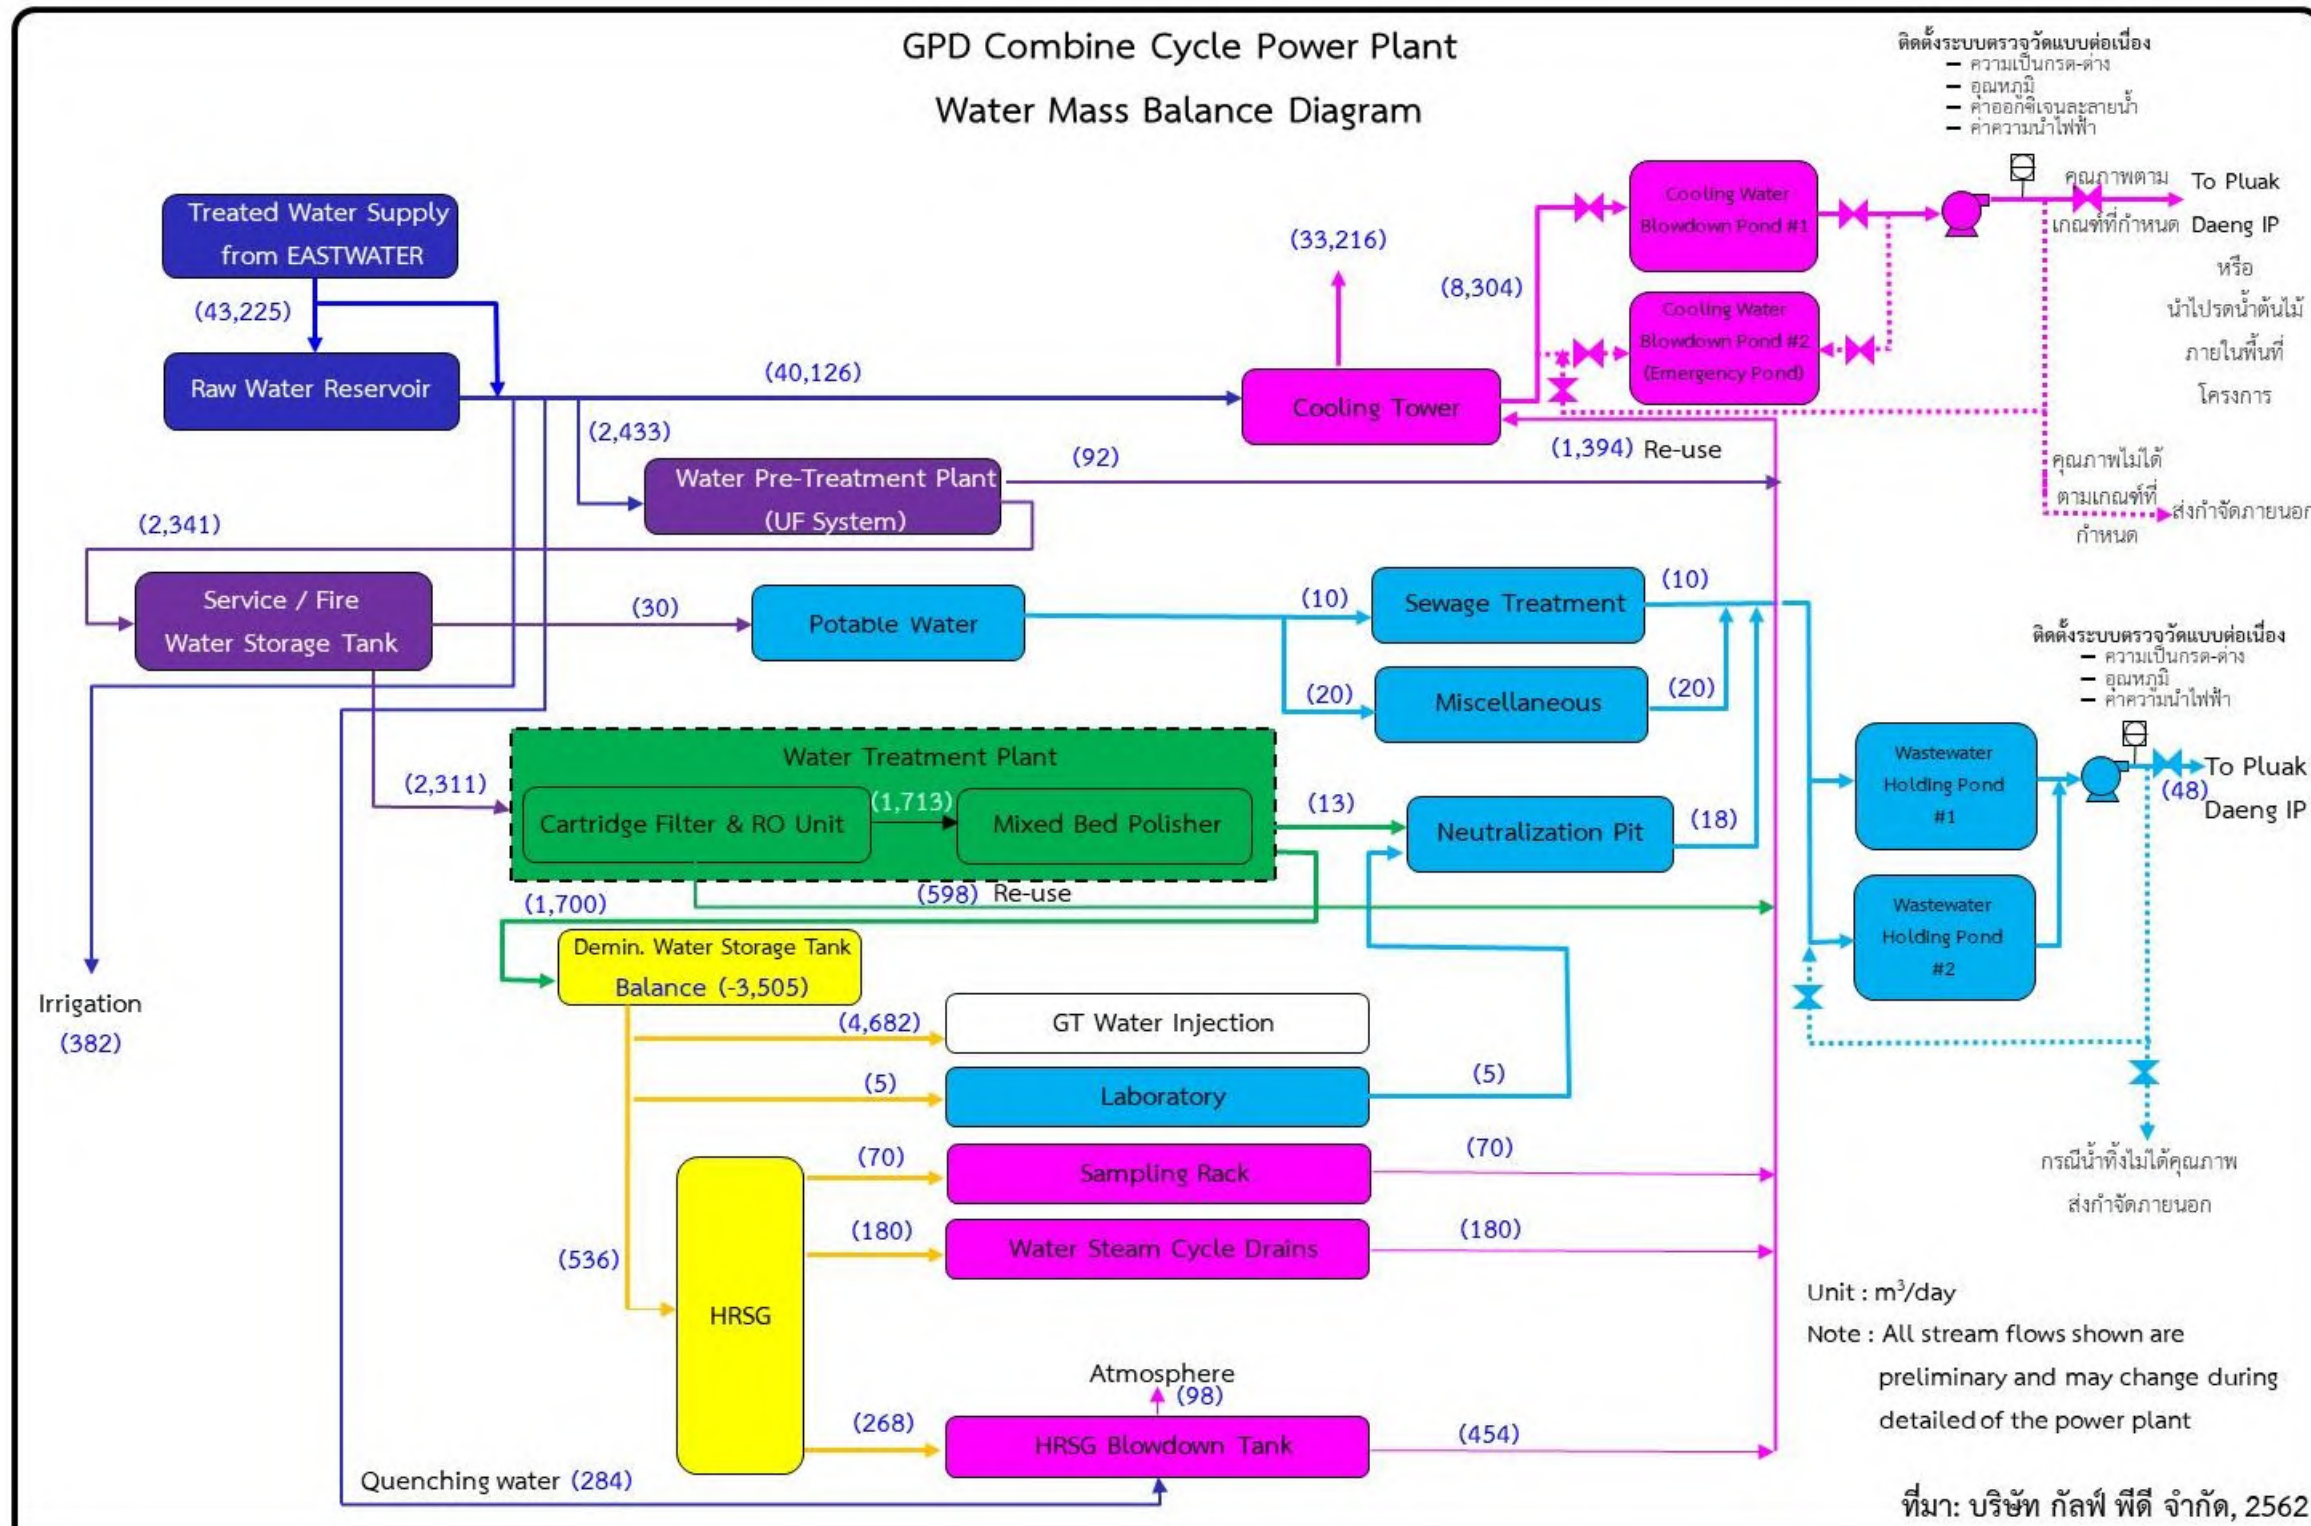 GPD Combine Cycle Power Plant
Water Mass Balance Diagram
ติดตั้งระบบตรวจวัดแบบต่อเนื่อง
– ความเป็นกรด-ด่าง
– อุณหภูมิ
– ค่าออกซิเจนละลายน้ำ
– ค่าความนำไฟฟ้า
Treated Water Supply
from EASTWATER
(43,225)
Raw Water Reservoir
(40,126)
(33,216)
Cooling Tower
(8,304)
Cooling Water
Blowdown Pond #1
Cooling Water
Blowdown Pond #2
(Emergency Pond)
คุณภาพตาม
เกณฑ์ที่กำหนด
To Pluak
Daeng IP
หรือ
นำไปรดน้ำต้นไม้
ภายในพื้นที่
โครงการ
(1,394) Re-use
คุณภาพไม่ได้
ตามเกณฑ์ที่
กำหนด
ส่งกำจัดภายนอก
(2,433)
Water Pre-Treatment Plant
(UF System)
(92)
(2,341)
Service / Fire
Water Storage Tank
(30)
Potable Water
(10)
Sewage Treatment
(10)
(20)
Miscellaneous
(20)
ติดตั้งระบบตรวจวัดแบบต่อเนื่อง
– ความเป็นกรด-ด่าง
– อุณหภูมิ
– ค่าความนำไฟฟ้า
Wastewater
Holding Pond
#1
To Pluak
(48)
Daeng IP
Wastewater
Holding Pond
#2
(2,311)
Water Treatment Plant
Cartridge Filter & RO Unit
(1,713)
Mixed Bed Polisher
(13)
Neutralization Pit
(18)
(598) Re-use
(1,700)
Demin. Water Storage Tank
Balance (-3,505)
Irrigation
(382)
(4,682)
GT Water Injection
(5)
Laboratory
(5)
(70)
Sampling Rack
(70)
(180)
Water Steam Cycle Drains
(180)
(536)
HRSG
กรณีน้ำทิ้งไม่ได้คุณภาพ
ส่งกำจัดภายนอก
Atmosphere
(98)
(268)
HRSG Blowdown Tank
(454)
Quenching water (284)
Unit : m³/day
Note : All stream flows shown are
preliminary and may change during
detailed of the power plant
ที่มา: บริษัท กัลฟ์ พีดี จำกัด, 2562